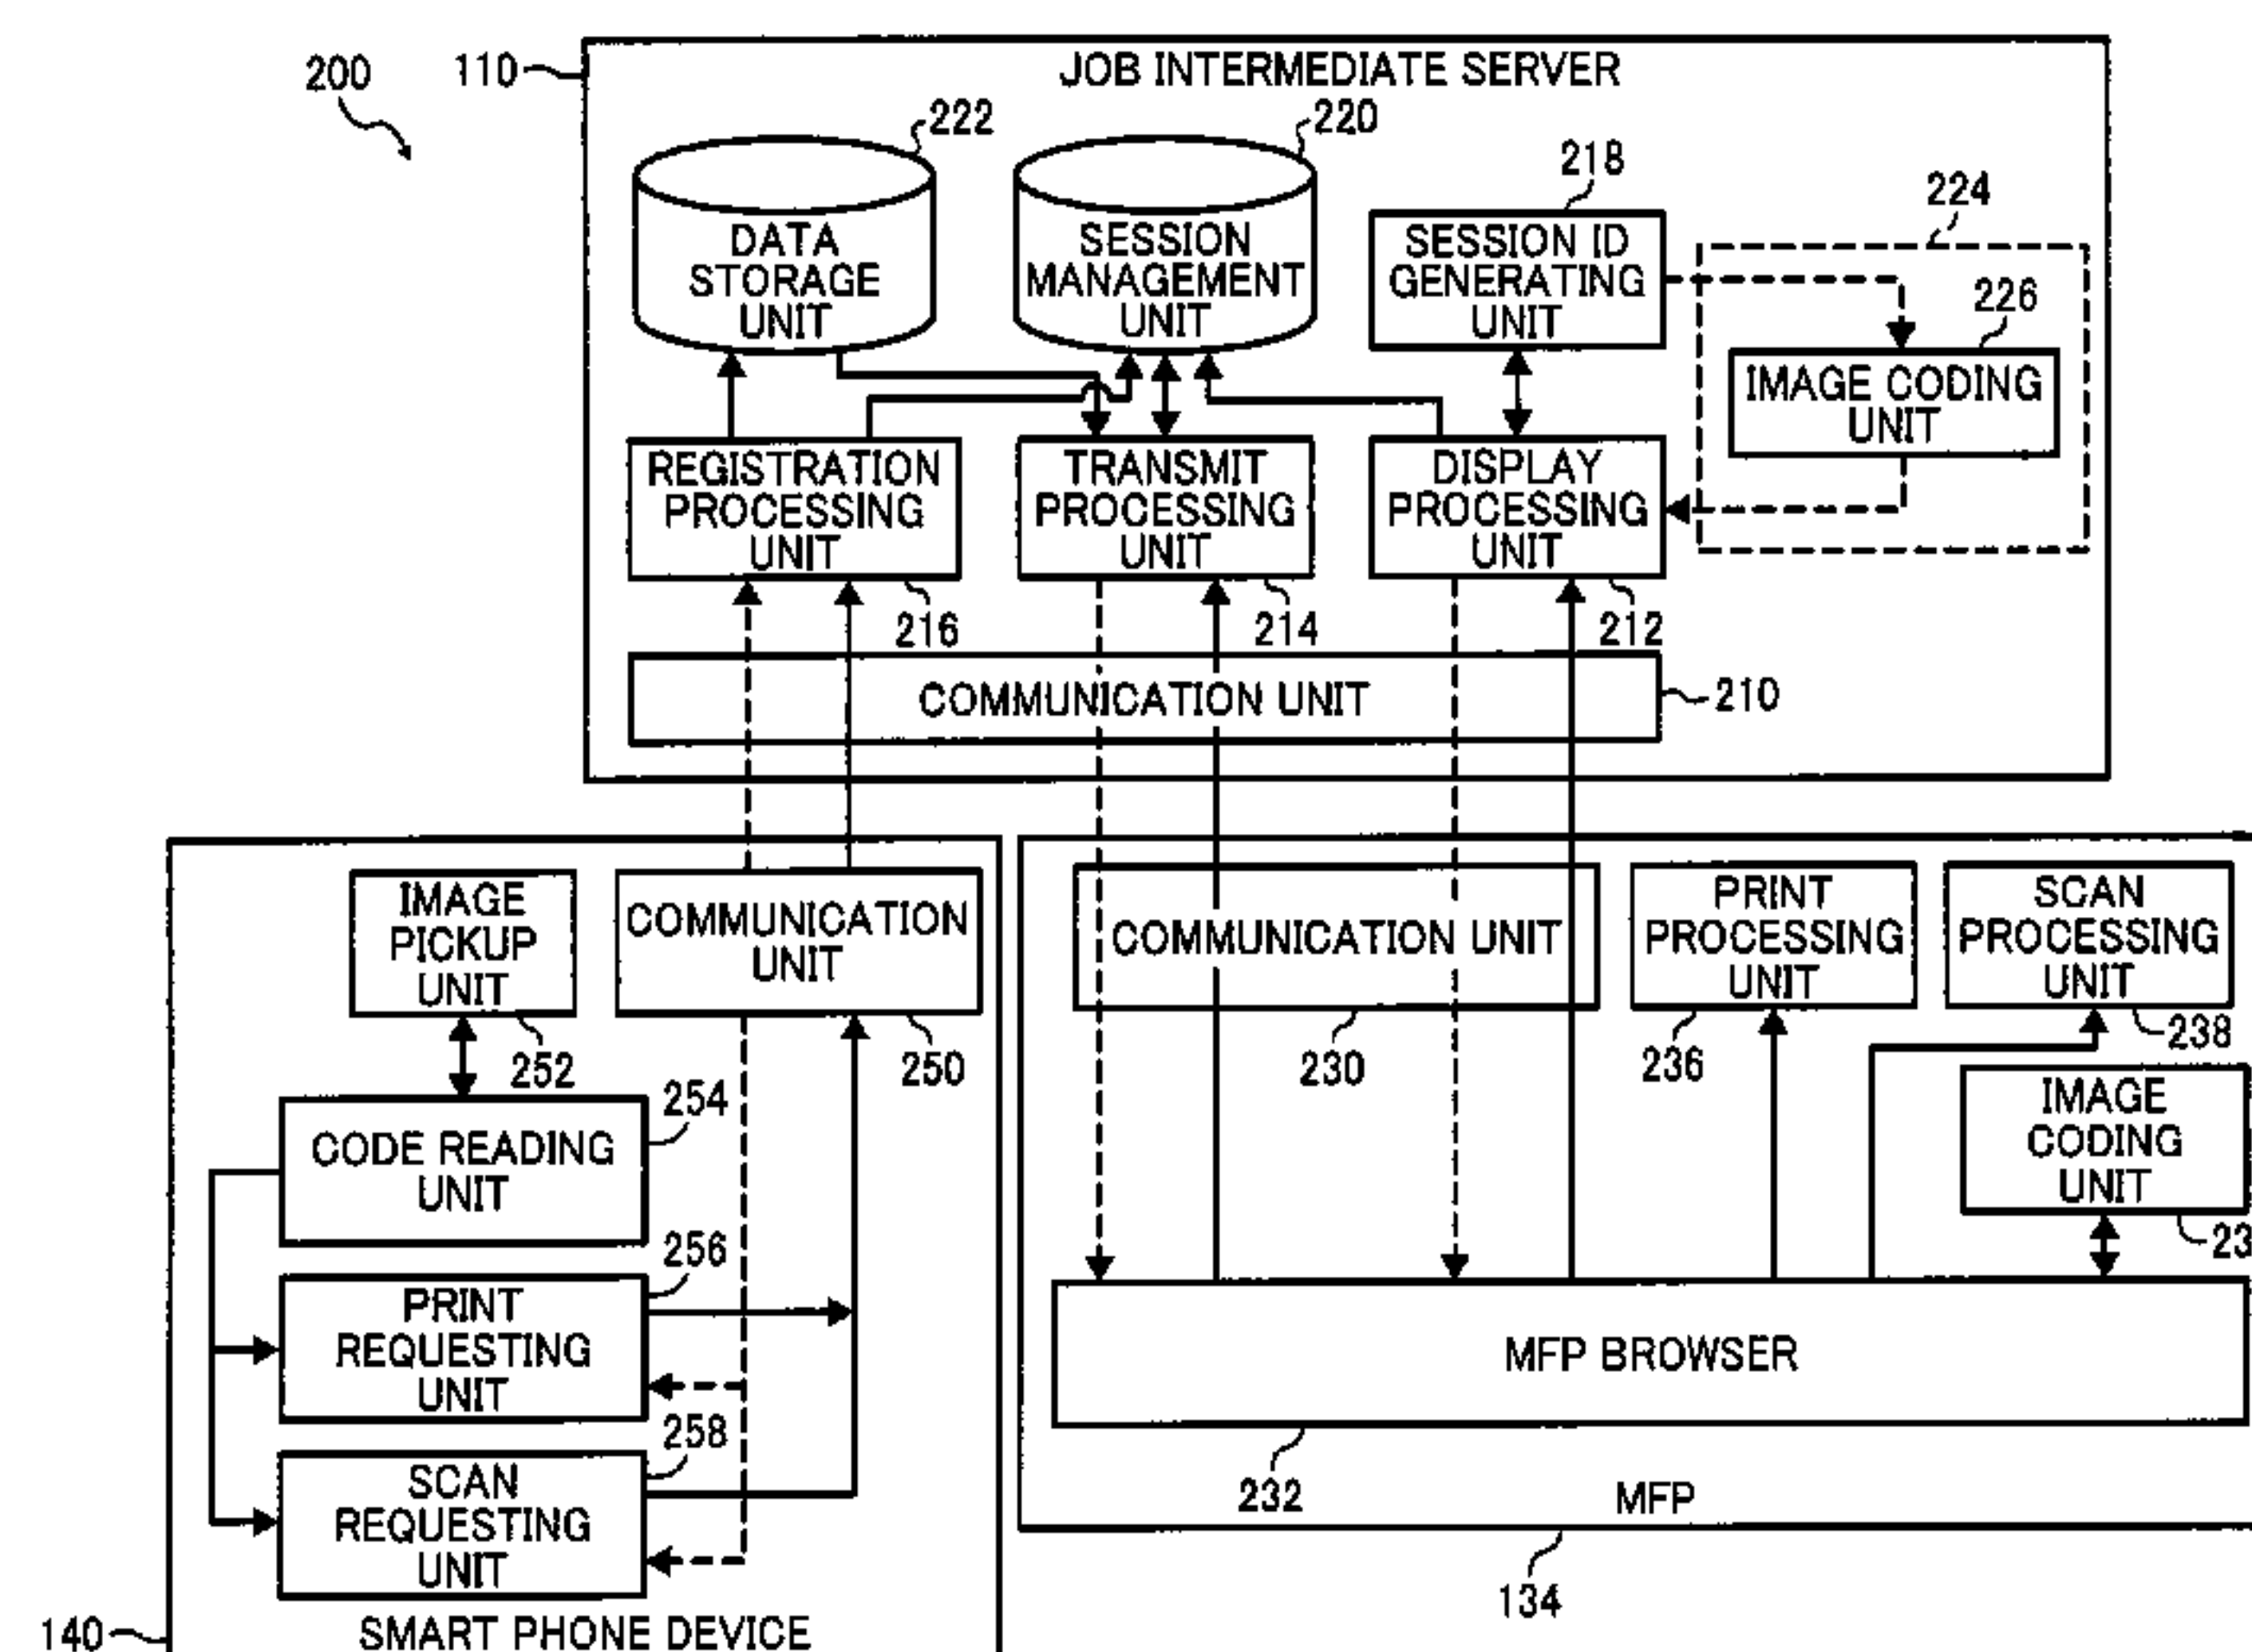 200
110
JOB INTERMEDIATE SERVER
222
220
218
224
226
DATA
STORAGE
UNIT
SESSION
MANAGEMENT
UNIT
SESSION ID
GENERATING
UNIT
IMAGE CODING
UNIT
REGISTRATION
PROCESSING
UNIT
TRANSMIT
PROCESSING
UNIT
DISPLAY
PROCESSING
UNIT
216
214
212
COMMUNICATION UNIT
210
IMAGE
PICKUP
UNIT
COMMUNICATION
UNIT
COMMUNICATION UNIT
PRINT
PROCESSING
UNIT
SCAN
PROCESSING
UNIT
252
250
230
236
238
254
CODE READING
UNIT
IMAGE
CODING
UNIT
23
256
PRINT
REQUESTING
UNIT
MFP BROWSER
258
SCAN
REQUESTING
UNIT
232
MFP
134
140
SMART PHONE DEVICE